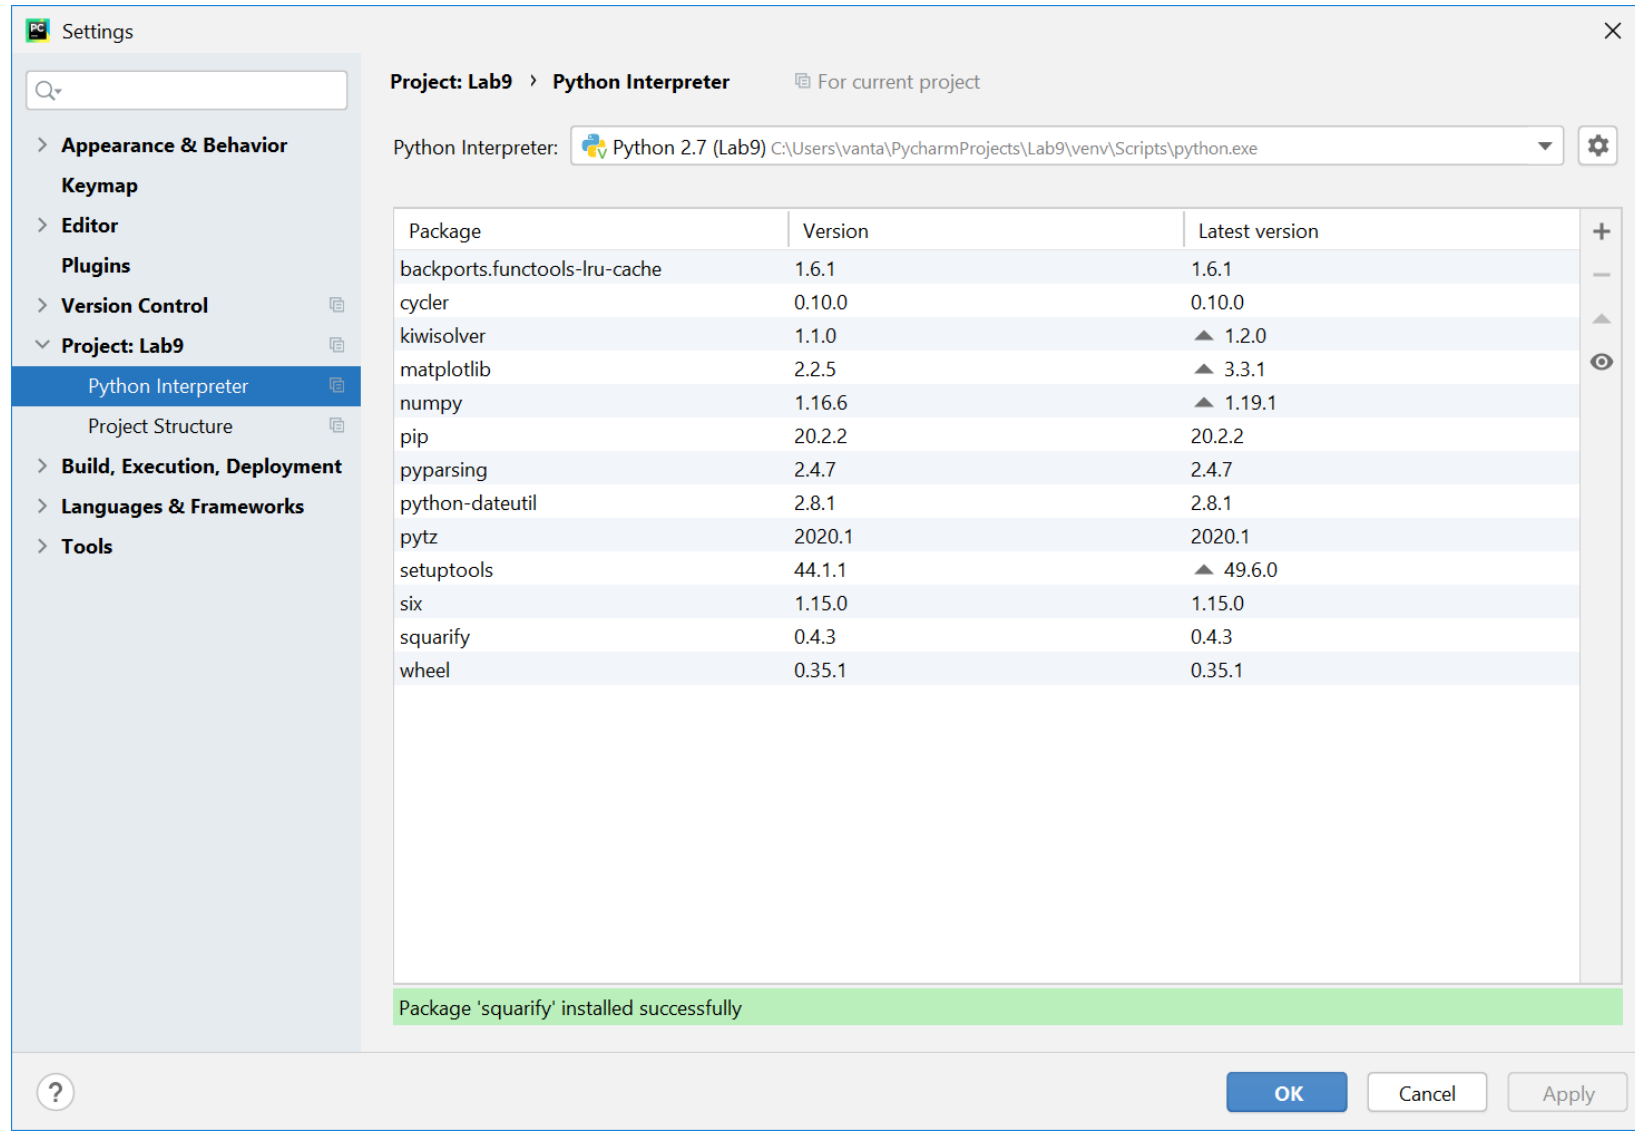 PC Settings
Appearance & Behavior
Keymap
Editor
Plugins
Version Control
Project: Lab9
Python Interpreter
Project Structure
Build, Execution, Deployment
Languages & Frameworks
Tools
Project: Lab9 › Python Interpreter For current project
Python Interpreter: Python 2.7 (Lab9) C:\Users\vanta\PycharmProjects\Lab9\venv\Scripts\python.exe
Package Version Latest version
backports.functools-lru-cache 1.6.1 1.6.1
cycler 0.10.0 0.10.0
kiwisolver 1.1.0 ▲ 1.2.0
matplotlib 2.2.5 ▲ 3.3.1
numpy 1.16.6 ▲ 1.19.1
pip 20.2.2 20.2.2
pyparsing 2.4.7 2.4.7
python-dateutil 2.8.1 2.8.1
pytz 2020.1 2020.1
setuptools 44.1.1 ▲ 49.6.0
six 1.15.0 1.15.0
squarify 0.4.3 0.4.3
wheel 0.35.1 0.35.1
Package 'squarify' installed successfully
? OK Cancel Apply